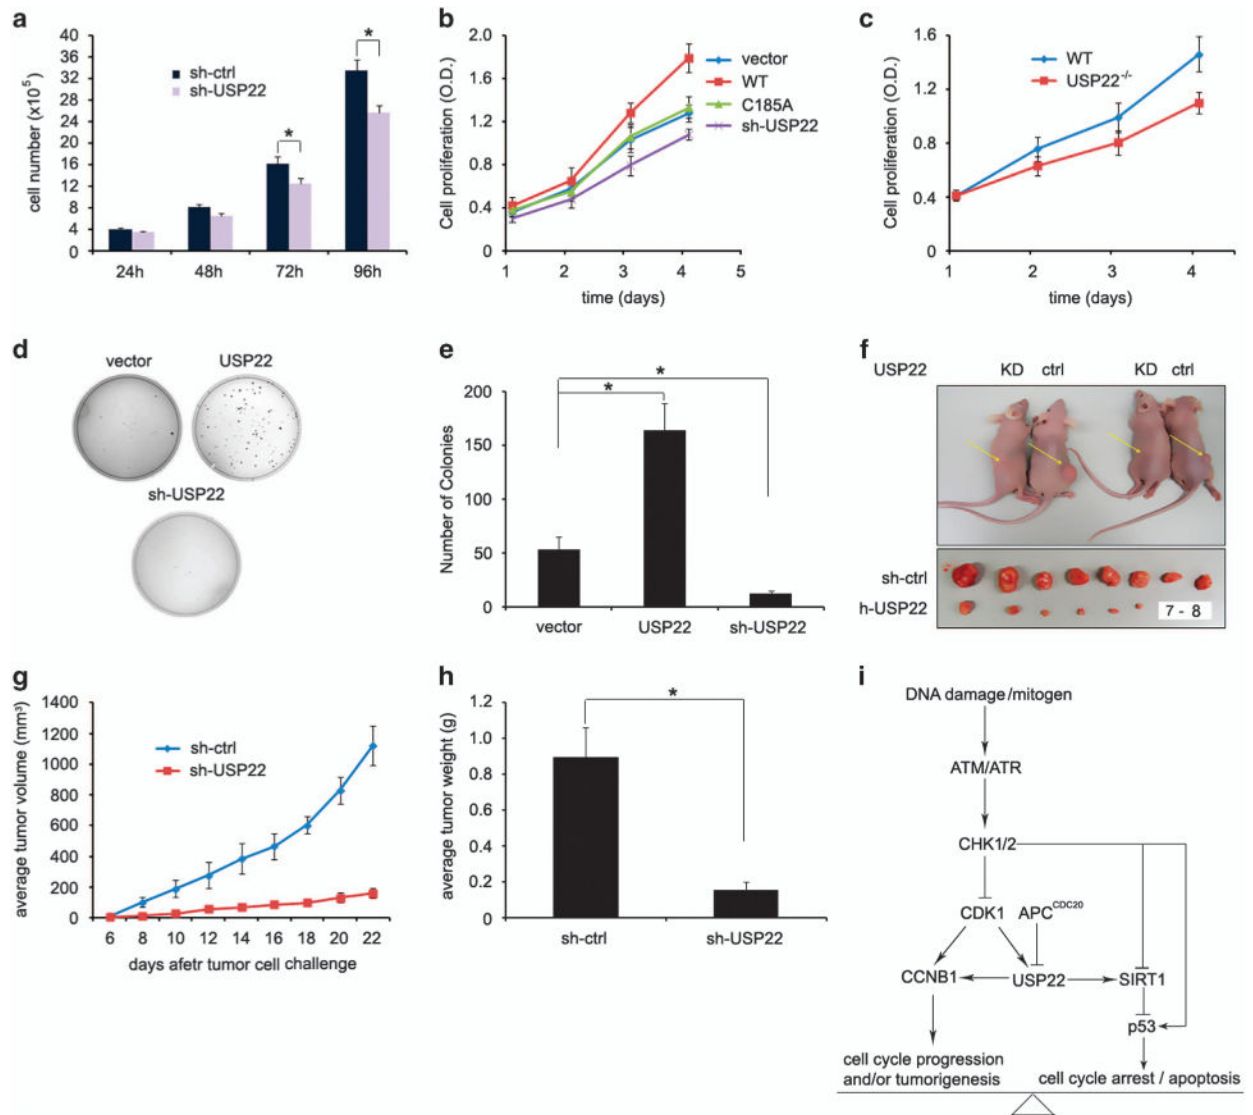 a
cell number (x10⁵)
40
36
32
28
24
20
16
12
8
4
0
sh-ctrl
sh-USP22
*
*
24h 48h 72h 96h
b
Cell proliferation (O.D.)
2.0
1.6
1.2
0.8
0.4
0
vector
WT
C185A
sh-USP22
1 2 3 4 5
time (days)
c
Cell proliferation (O.D.)
1.6
1.2
0.8
0.4
0
WT
USP22⁻/⁻
1 2 3 4
time (days)
d
vector USP22
sh-USP22
e
Number of Colonies
200
150
100
50
0
*
*
vector USP22 sh-USP22
f
USP22 KD ctrl KD ctrl
sh-ctrl
h-USP22
7 - 8
g
average tumor volume (mm³)
1400
1200
1000
800
600
400
200
0
sh-ctrl
sh-USP22
6 8 10 12 14 16 18 20 22
days afetr tumor cell challenge
h
average tumor weight (g)
1.2
1.0
0.8
0.6
0.4
0.2
0
*
sh-ctrl sh-USP22
i
DNA damage/mitogen
ATM/ATR
CHK1/2
CDK1 APC^CDC20
CCNB1 USP22 SIRT1
p53
cell cycle progression
and/or tumorigenesis
cell cycle arrest / apoptosis